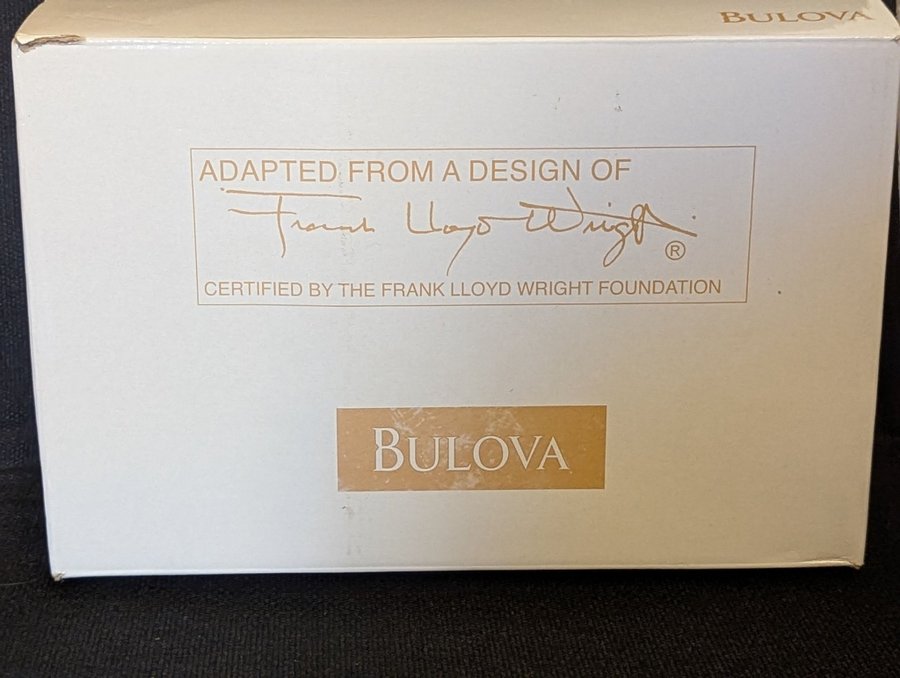 BULOVA
ADAPTED FROM A DESIGN OF
Frank Lloyd Wright ®
CERTIFIED BY THE FRANK LLOYD WRIGHT FOUNDATION
BULOVA